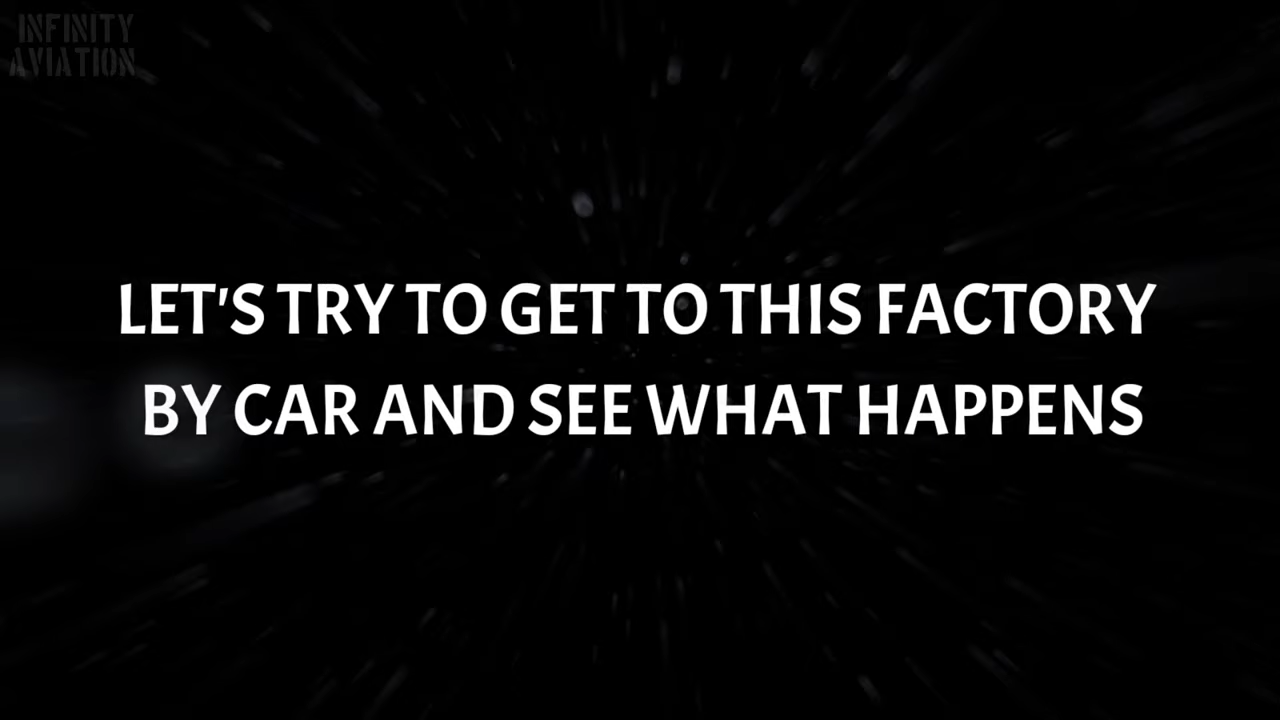 INFINITY
AVIATION
LET'S TRY TO GET TO THIS FACTORY
BY CAR AND SEE WHAT HAPPENS